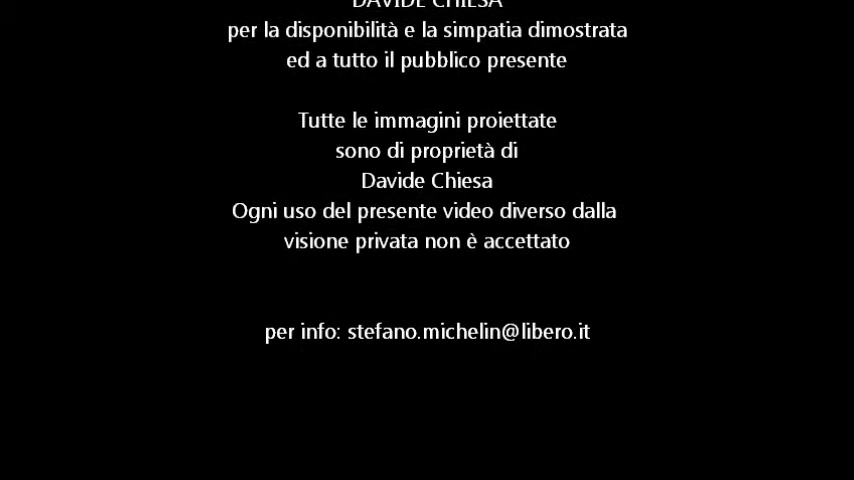 DAVIDE CHIESA
per la disponibilità e la simpatia dimostrata
ed a tutto il pubblico presente
Tutte le immagini proiettate
sono di proprietà di
Davide Chiesa
Ogni uso del presente video diverso dalla
visione privata non è accettato
per info: stefano.michelin@libero.it